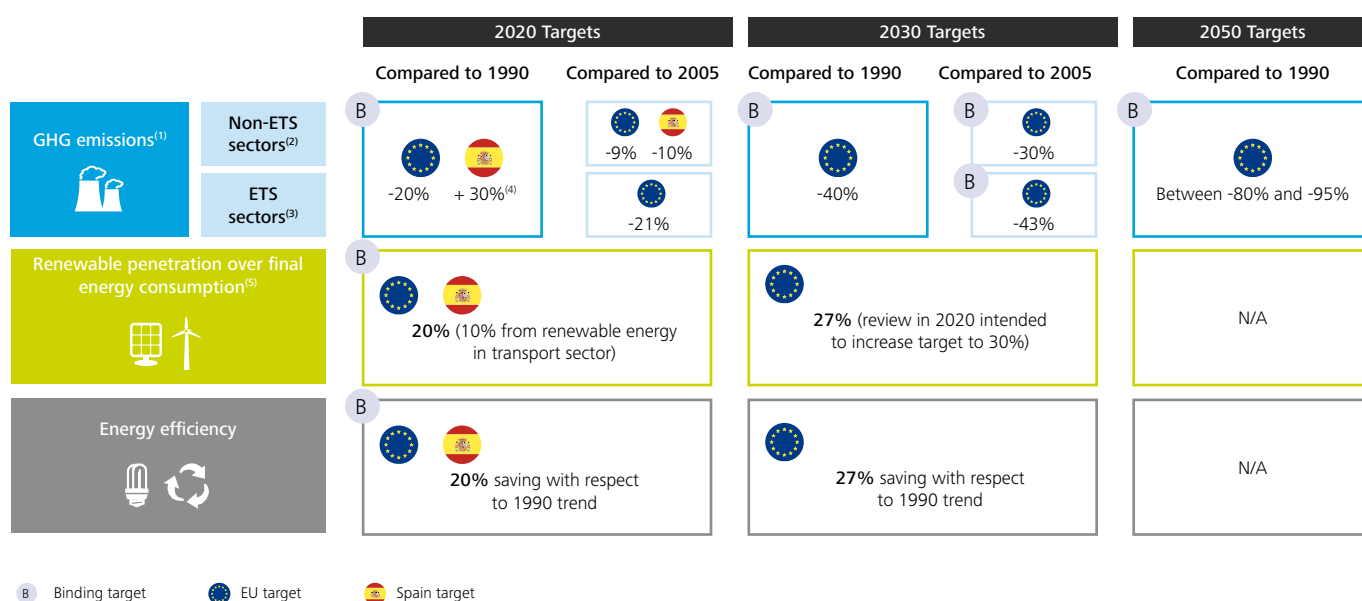 2020 Targets
2030 Targets
2050 Targets
Compared to 1990
Compared to 2005
Compared to 1990
Compared to 2005
Compared to 1990
GHG emissions(1)
Non-ETS
sectors(2)
ETS
sectors(3)
B
-20%
+ 30%(4)
-9%
-10%
-21%
B
-40%
B
-30%
B
-43%
B
Between -80% and -95%
Renewable penetration over final
energy consumption(5)
B
20% (10% from renewable energy
in transport sector)
27% (review in 2020 intended
to increase target to 30%)
N/A
Energy efficiency
B
20% saving with respect
to 1990 trend
27% saving with respect
to 1990 trend
N/A
B Binding target
EU target
Spain target